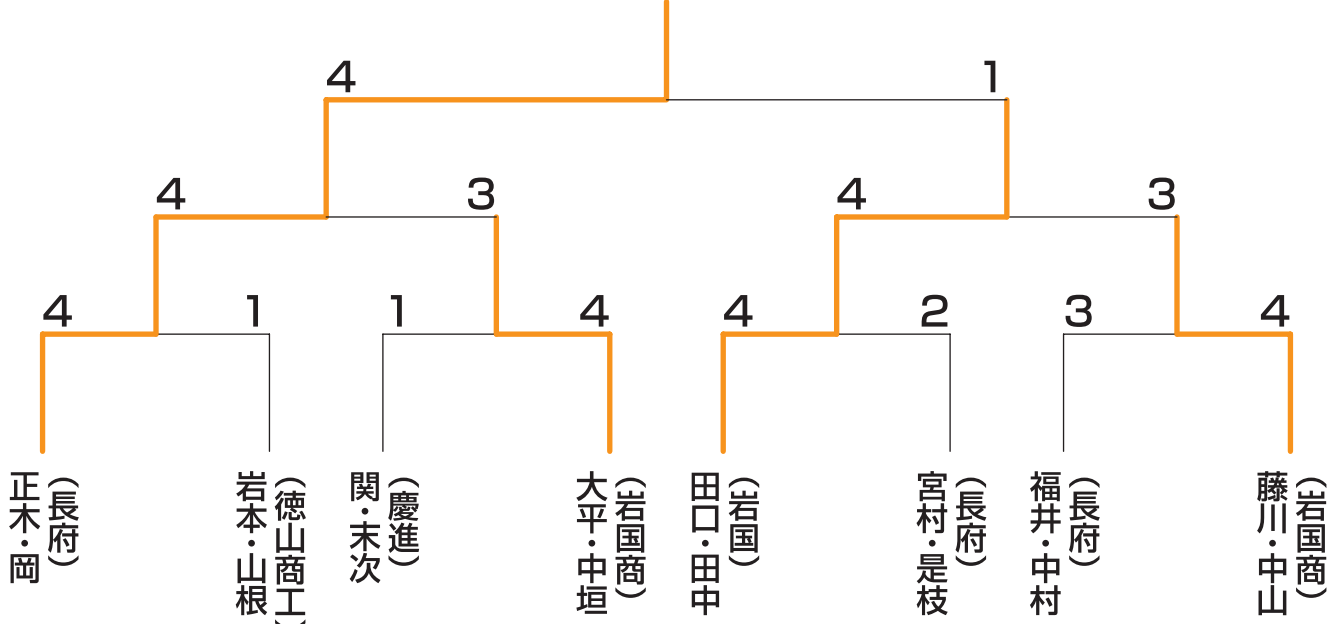 4 1
4 3 4 3
4 1 1 4 4 2 3 4
正木・岡
(長府)
岩本・山根
(徳山商工)
関・末次
(慶進)
大平・中垣
(岩国商)
田口・田中
(岩国)
宮村・是枝
(長府)
福井・中村
(長府)
藤川・中山
(岩国商)